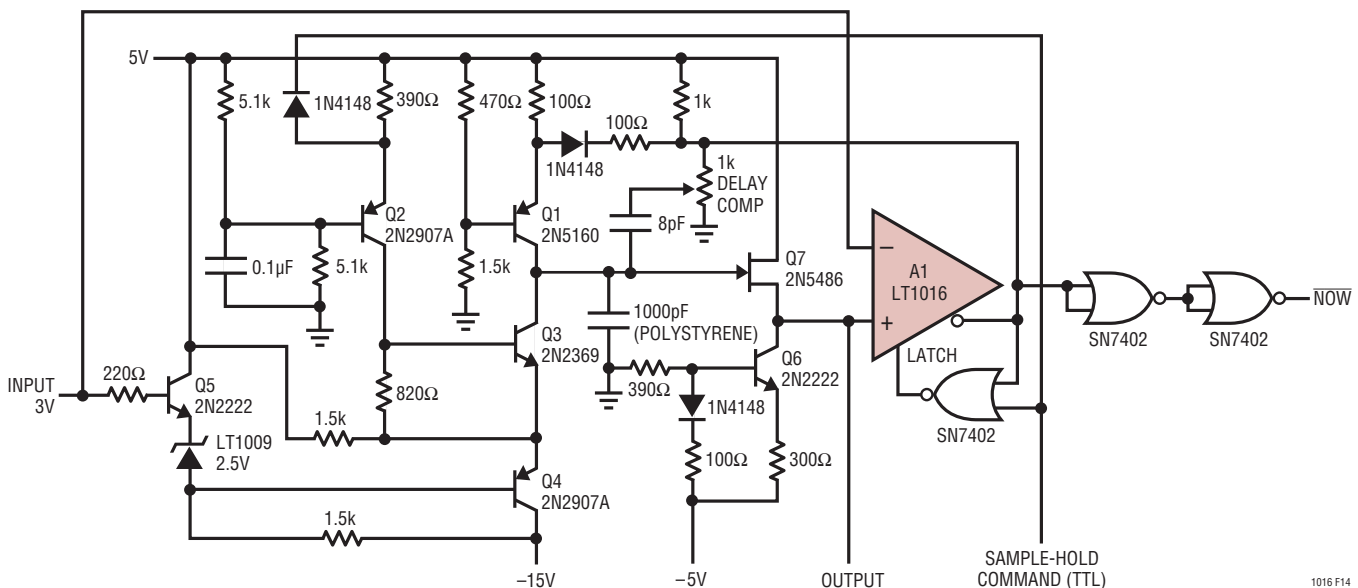 5V
5.1k
1N4148
390Ω
470Ω
100Ω
1N4148
100Ω
1k
1k
DELAY
COMP
Q2
2N2907A
Q1
2N5160
8pF
0.1µF
5.1k
1.5k
Q7
2N5486
A1
LT1016
−
+
LATCH
SN7402
SN7402
NOW
1000pF
(POLYSTYRENE)
Q3
2N2369
INPUT
3V
220Ω
Q5
2N2222
820Ω
390Ω
1N4148
Q6
2N2222
SN7402
LT1009
2.5V
1.5k
100Ω
300Ω
Q4
2N2907A
1.5k
–15V
–5V
OUTPUT
SAMPLE-HOLD
COMMAND (TTL)
1016 F14